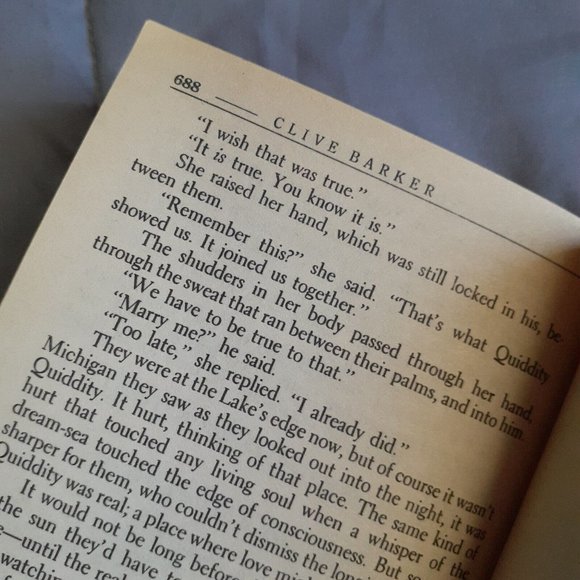 688
CLIVE BARKER
"I wish that was true."
"It is true. You know it is."
She raised her hand, which was still locked in his, be-
tween them.
"Remember this?" she said. "That's what Quiddity
showed us. It joined us together."
The shudders in her body passed through her hand,
through the sweat that ran between their palms, and into him.
"We have to be true to that."
"Marry me?" he said.
"Too late," she replied. "I already did."
They were at the Lake's edge now, but of course it wasn't
Michigan they saw as they looked out into the night, it was
Quiddity. It hurt, thinking of that place. The same kind of
hurt that touched any living soul when a whisper of the
dream-sea touched the edge of consciousness. But so
sharper for them, who couldn't dismiss the
Quiddity was real; a place where love
It would not be long before
the sun they'd have to
until the real
watching